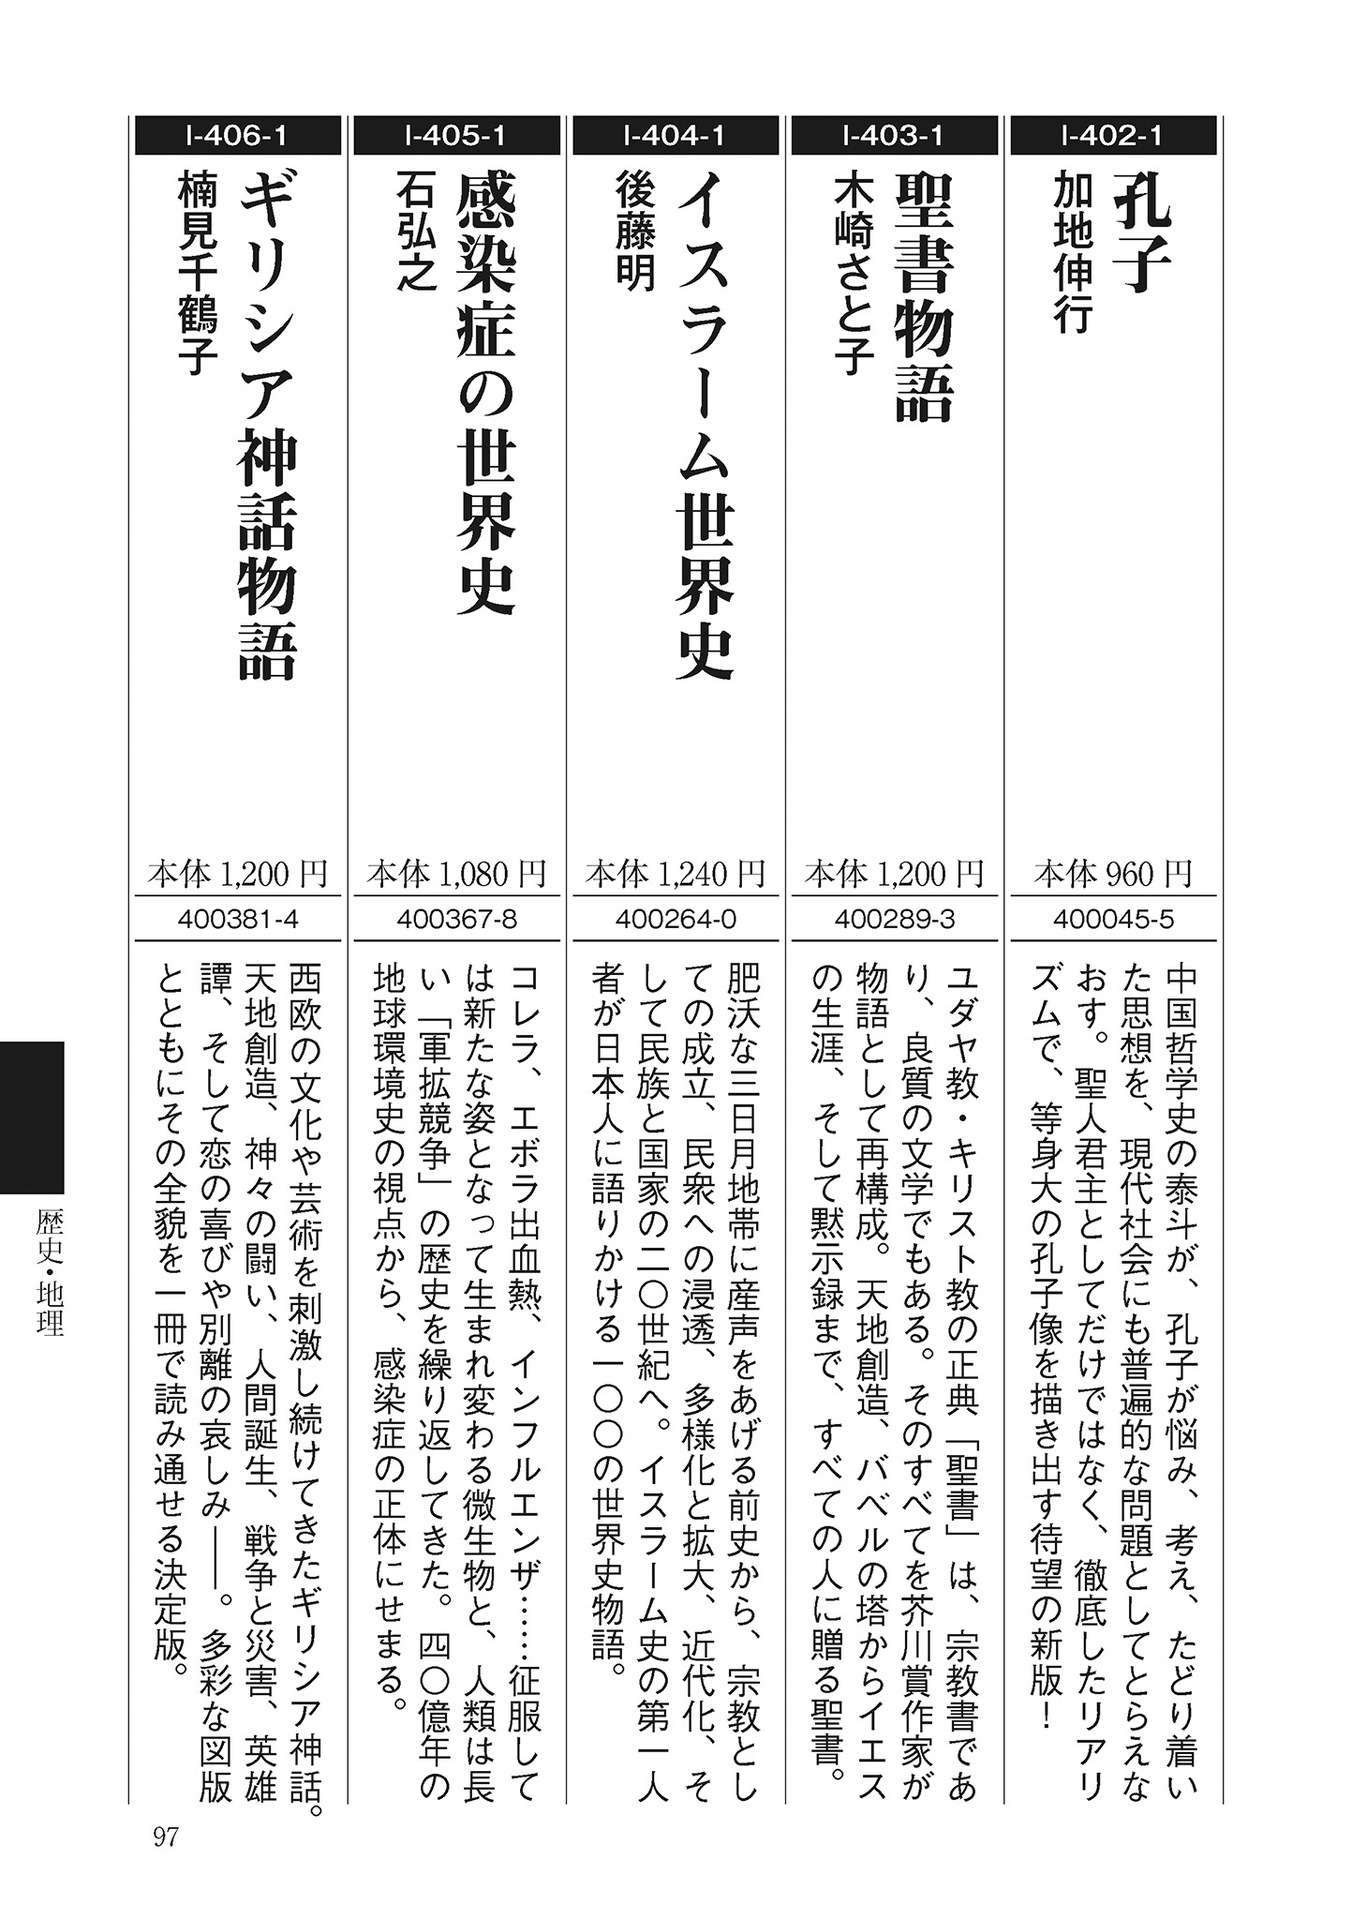 I-402-1
孔子
加地伸行
本体 960 円
400045-5
中国哲学史の泰斗が、孔子が悩み、考え、たどり着い
た思想を、現代社会にも普遍的な問題としてとらえな
おす。聖人君主としてだけではなく、徹底したリアリ
ズムで、等身大の孔子像を描き出す待望の新版！
I-403-1
聖書物語
木崎さと子
本体 1,200 円
400289-3
ユダヤ教・キリスト教の正典「聖書」は、宗教書であ
り、良質の文学でもある。そのすべてを芥川賞作家が
物語として再構成。天地創造、バベルの塔からイエス
の生涯、そして黙示録まで、すべての人に贈る聖書。
I-404-1
イスラーム世界史
後藤明
本体 1,240 円
400264-0
肥沃な三日月地帯に産声をあげる前史から、宗教とし
ての成立、民衆への浸透、多様化と拡大、近代化、そ
して民族と国家の二〇世紀へ。イスラーム史の第一人
者が日本人に語りかける一〇〇の世界史物語。
I-405-1
感染症の世界史
石弘之
本体 1,080 円
400367-8
コレラ、エボラ出血熱、インフルエンザ……征服して
は新たな姿となって生まれ変わる微生物と、人類は長
い「軍拡競争」の歴史を繰り返してきた。四〇億年の
地球環境史の視点から、感染症の正体にせまる。
I-406-1
ギリシア神話物語
楠見千鶴子
本体 1,200 円
400381-4
西欧の文化や芸術を刺激し続けてきたギリシア神話。
天地創造、神々の闘い、人間誕生、戦争と災害、英雄
譚、そして恋の喜びや別離の哀しみ――。多彩な図版
とともにその全貌を一冊で読み通せる決定版。
歴史・地理
97